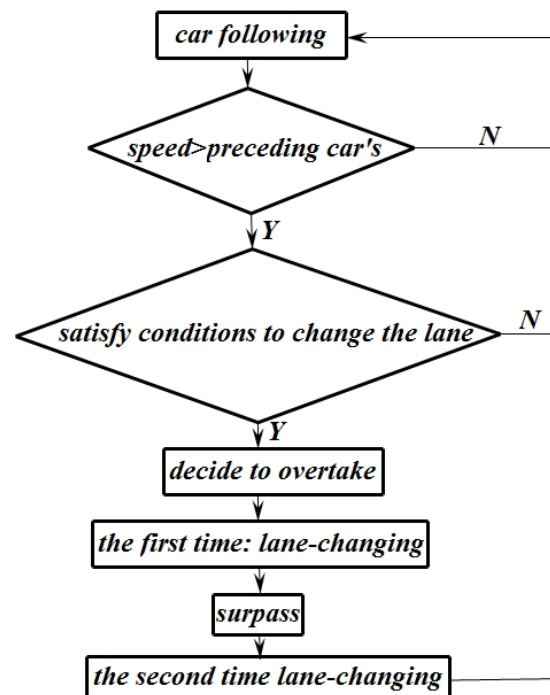 car following
speed>preceding car's
N
Y
satisfy conditions to change the lane
N
Y
decide to overtake
the first time: lane-changing
surpass
the second time lane-changing